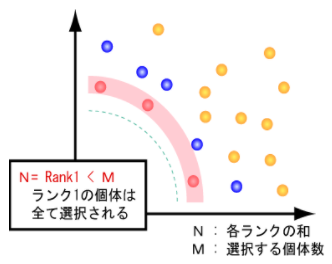 N= Rank1 < M
ランク1の個体は
全て選択される
N : 各ランクの和
M : 選択する個体数